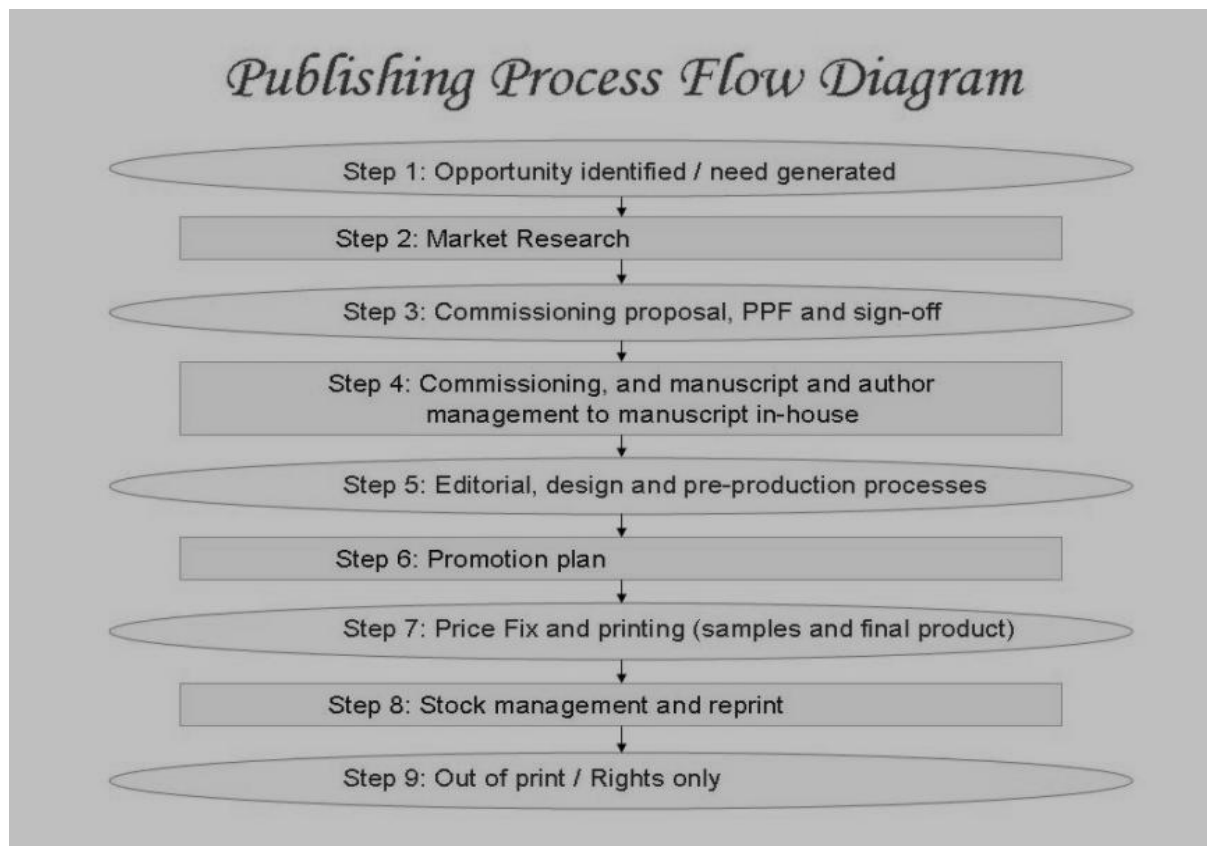 Publishing Process Flow Diagram
Step 1: Opportunity identified / need generated
Step 2: Market Research
Step 3: Commissioning proposal, PPF and sign-off
Step 4: Commissioning, and manuscript and author
management to manuscript in-house
Step 5: Editorial, design and pre-production processes
Step 6: Promotion plan
Step 7: Price Fix and printing (samples and final product)
Step 8: Stock management and reprint
Step 9: Out of print / Rights only